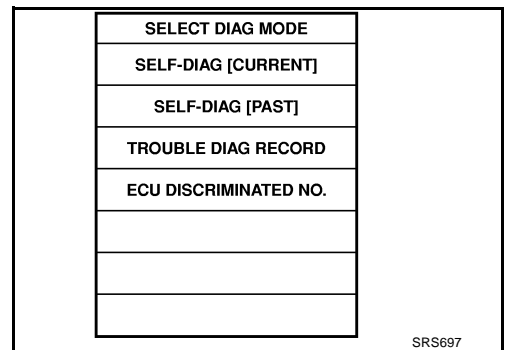 SELECT DIAG MODE
SELF-DIAG [CURRENT]
SELF-DIAG [PAST]
TROUBLE DIAG RECORD
ECU DISCRIMINATED NO.
SRS697